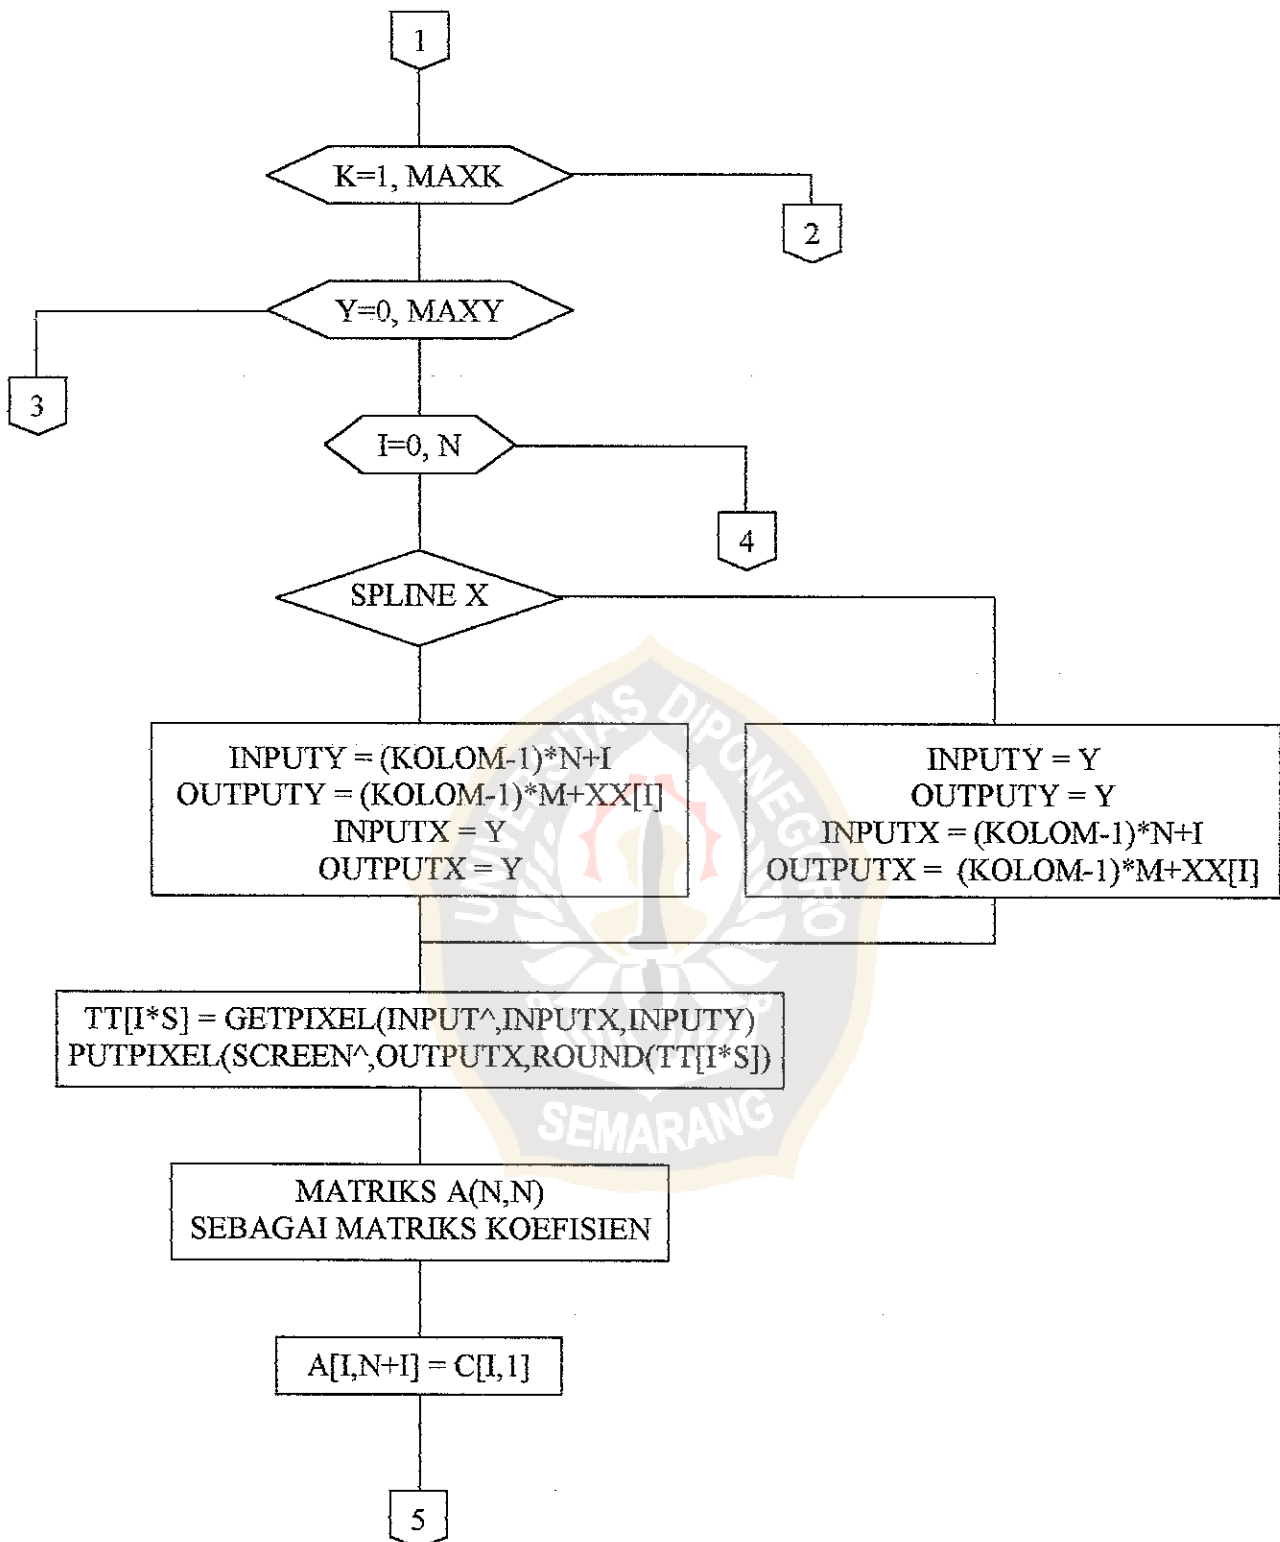 1
K=1, MAXK
2
Y=0, MAXY
3
I=0, N
4
SPLINE X
INPUTY = (KOLOM-1)*N+I
OUTPUTY = (KOLOM-1)*M+XX[I]
INPUTX = Y
OUTPUTX = Y
INPUTY = Y
OUTPUTY = Y
INPUTX = (KOLOM-1)*N+I
OUTPUTX = (KOLOM-1)*M+XX[I]
TT[I*S] = GETPIXEL(INPUT^,INPUTX,INPUTY)
PUTPIXEL(SCREEN^,OUTPUTX,ROUND(TT[I*S])
MATRIKS A(N,N)
SEBAGAI MATRIKS KOEFISIEN
A[I,N+I] = C[I,1]
5
UNIVERSITAS DIPONEGORO
SEMARANG